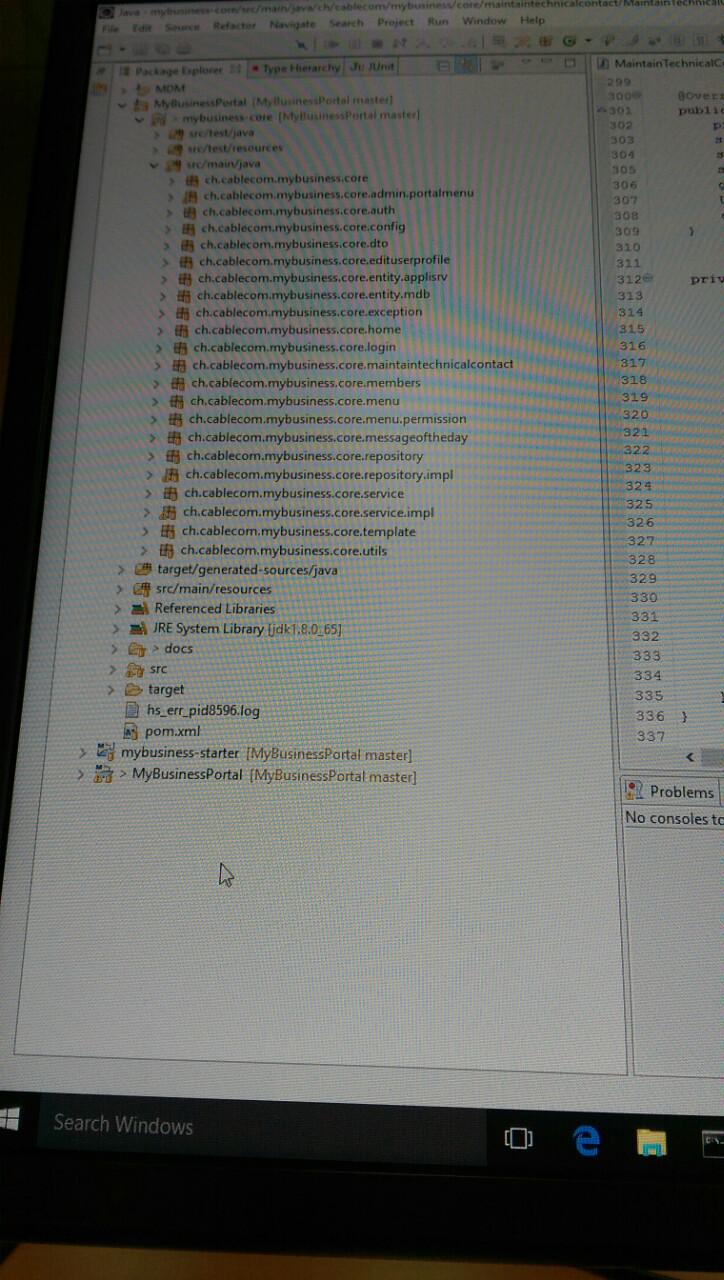 Java - mybusiness-core/src/main/java/ch/cablecom/mybusiness/core/maintaintechnicalcontact/MaintainTechnical
File Edit Source Refactor Navigate Search Project Run Window Help
Package Explorer Type Hierarchy JUnit
MDM
MyBusinessPortal [MyBusinessPortal master]
> mybusiness-core [MyBusinessPortal master]
src/test/java
src/test/resources
src/main/java
ch.cablecom.mybusiness.core
ch.cablecom.mybusiness.core.admin.portalmenu
ch.cablecom.mybusiness.core.auth
ch.cablecom.mybusiness.core.config
ch.cablecom.mybusiness.core.dto
ch.cablecom.mybusiness.core.edituserprofile
ch.cablecom.mybusiness.core.entity.applisrv
ch.cablecom.mybusiness.core.entity.mdb
ch.cablecom.mybusiness.core.exception
ch.cablecom.mybusiness.core.home
ch.cablecom.mybusiness.core.login
ch.cablecom.mybusiness.core.maintaintechnicalcontact
ch.cablecom.mybusiness.core.members
ch.cablecom.mybusiness.core.menu
ch.cablecom.mybusiness.core.menu.permission
ch.cablecom.mybusiness.core.messageoftheday
ch.cablecom.mybusiness.core.repository
ch.cablecom.mybusiness.core.repository.impl
ch.cablecom.mybusiness.core.service
ch.cablecom.mybusiness.core.service.impl
ch.cablecom.mybusiness.core.template
ch.cablecom.mybusiness.core.utils
target/generated-sources/java
src/main/resources
Referenced Libraries
JRE System Library [jdk1.8.0_65]
> docs
src
target
hs_err_pid8596.log
pom.xml
mybusiness-starter [MyBusinessPortal master]
> MyBusinessPortal [MyBusinessPortal master]
MaintainTechnicalCo
299
300 @Overr
301 public
302
303
304
305
306
307
308
309 }
310
311
312 priv
313
314
315
316
317
318
319
320
321
322
323
324
325
326
327
328
329
330
331
332
333
334
335 }
336 }
337
Problems
No consoles to
Search Windows